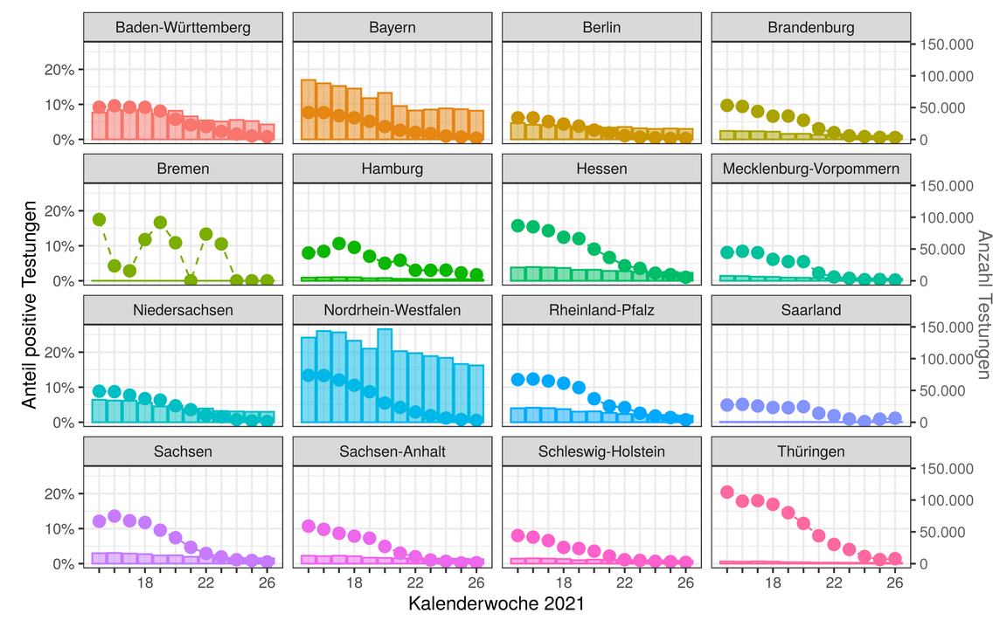 Baden-Württemberg Bayern Berlin Brandenburg
20% 150.000
10% 100.000
0% 50.000
0
Bremen Hamburg Hessen Mecklenburg-Vorpommern
20% 150.000
10% 100.000
0% 50.000
0
Niedersachsen Nordrhein-Westfalen Rheinland-Pfalz Saarland
20% 150.000
10% 100.000
0% 50.000
0
Sachsen Sachsen-Anhalt Schleswig-Holstein Thüringen
20% 150.000
10% 100.000
0% 50.000
0
18 22 26 18 22 26 18 22 26 18 22 26
Kalenderwoche 2021
Anteil positive Testungen
Anzahl Testungen